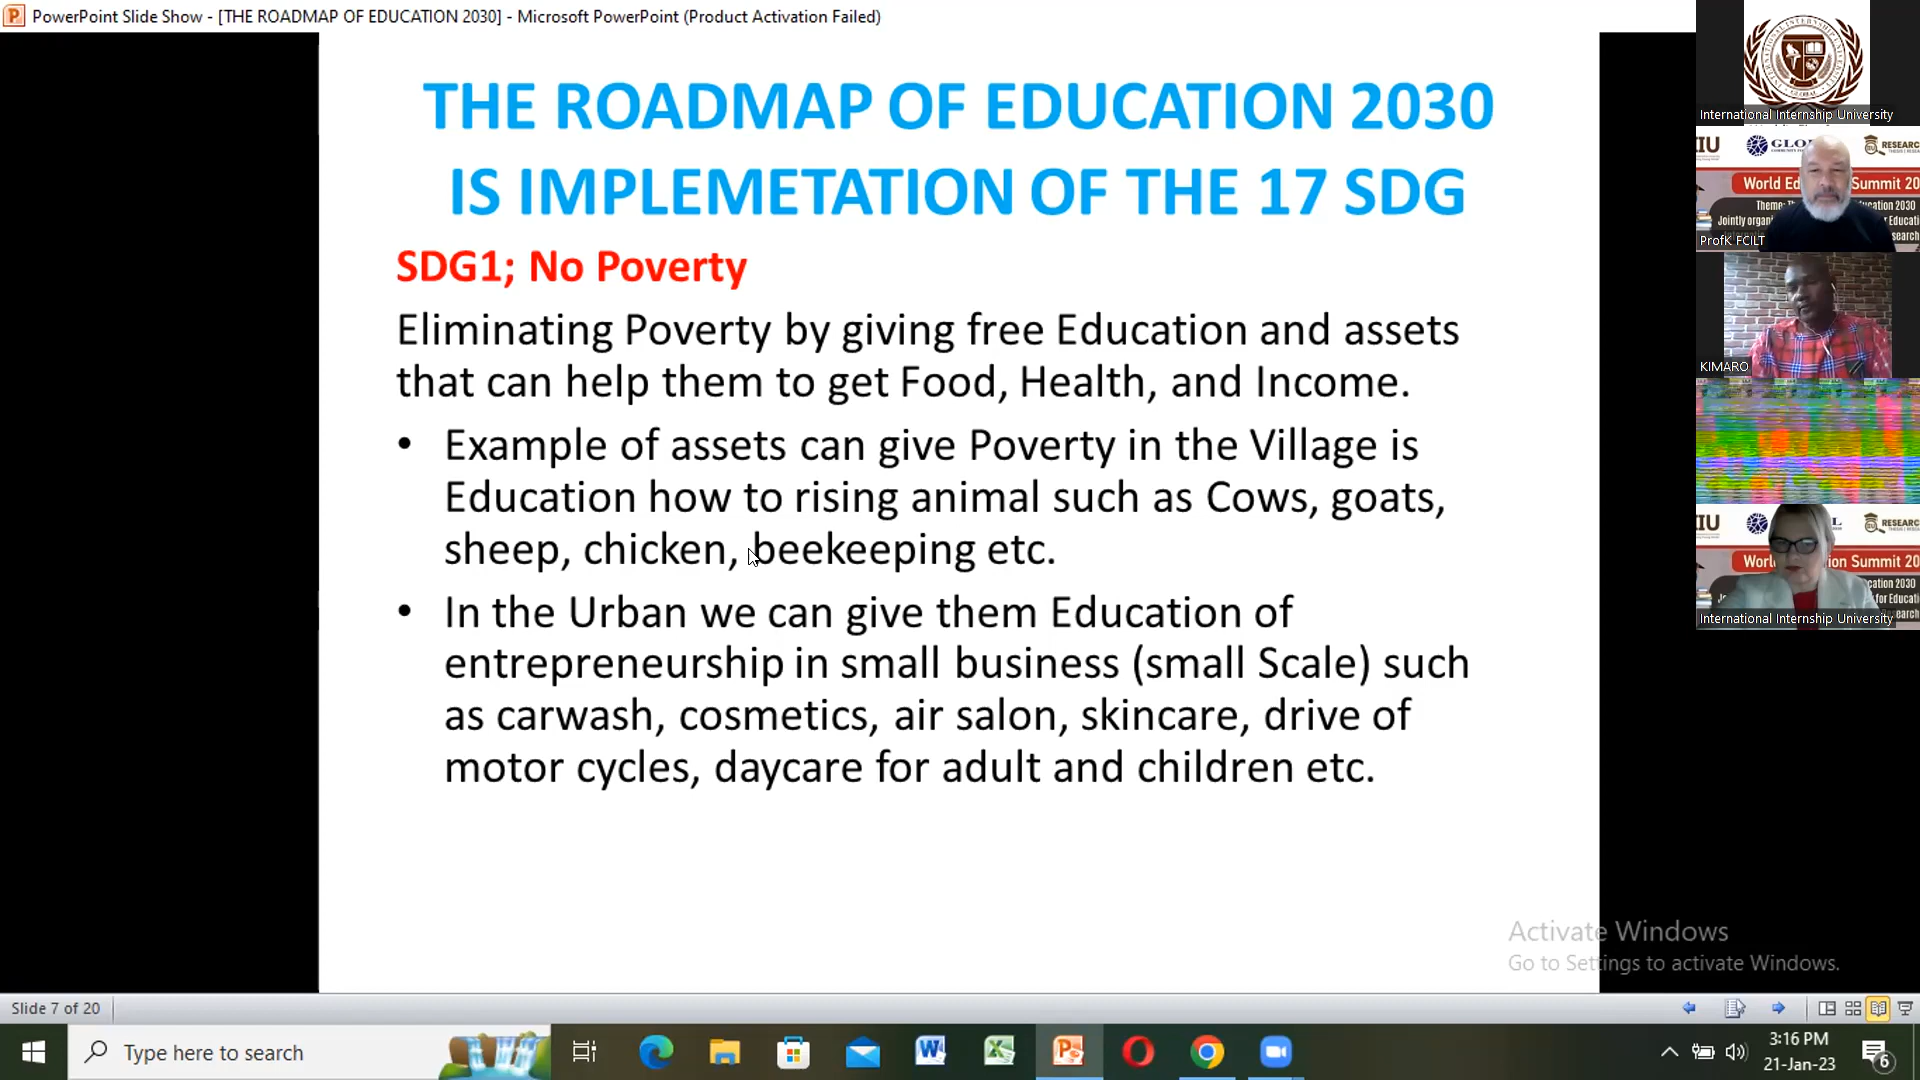 PowerPoint Slide Show - [THE ROADMAP OF EDUCATION 2030] - Microsoft PowerPoint (Product Activation Failed)
THE ROADMAP OF EDUCATION 2030
IS IMPLEMETATION OF THE 17 SDG
SDG1; No Poverty
Eliminating Poverty by giving free Education and assets
that can help them to get Food, Health, and Income.
• Example of assets can give Poverty in the Village is
Education how to rising animal such as Cows, goats,
sheep, chicken, beekeeping etc.
• In the Urban we can give them Education of
entrepreneurship in small business (small Scale) such
as carwash, cosmetics, air salon, skincare, drive of
motor cycles, daycare for adult and children etc.
International Internship University
World Ed Summit 20
ProfK FCILT
KIMARO
International Internship University
Activate Windows
Go to Settings to activate Windows.
Slide 7 of 20
Type here to search
3:16 PM
21-Jan-23
6